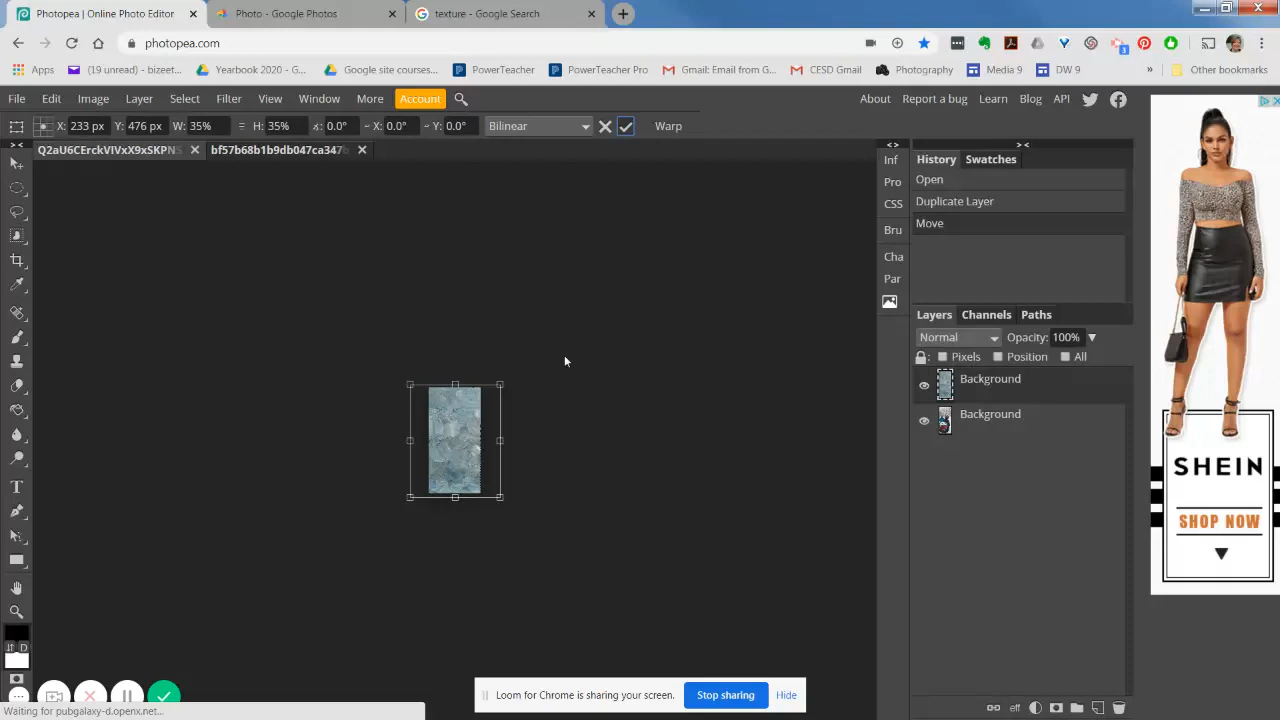 Photopea | Online Photo Editor
Photo - Google Photos
texture - Google Search
photopea.com
Apps
(19 unread) - bizeet...
Yearbook 2020 - G...
Google site courses...
PowerTeacher
PowerTeacher Pro
Gmail: Email from G...
CESD Gmail
Photography
Media 9
DW 9
»
Other bookmarks
File
Edit
Image
Layer
Select
Filter
View
Window
More
Account
About
Report a bug
Learn
Blog
API
X: 233 px
Y: 476 px
W: 35%
H: 35%
0.0°
X: 0.0°
Y: 0.0°
Bilinear
Warp
Q2aU6CErckVIVxX9xSKPNS
bf57b68b1b9db047ca347b
Inf
Pro
CSS
Bru
Cha
Par
History
Swatches
Open
Duplicate Layer
Move
Layers
Channels
Paths
Normal
Opacity: 100%
Pixels
Position
All
Background
Background
eff
D
SHEIN
SHOP NOW
Loom for Chrome is sharing your screen.
Stop sharing
Hide
Waiting for pubgalaxy-d.openx.net...